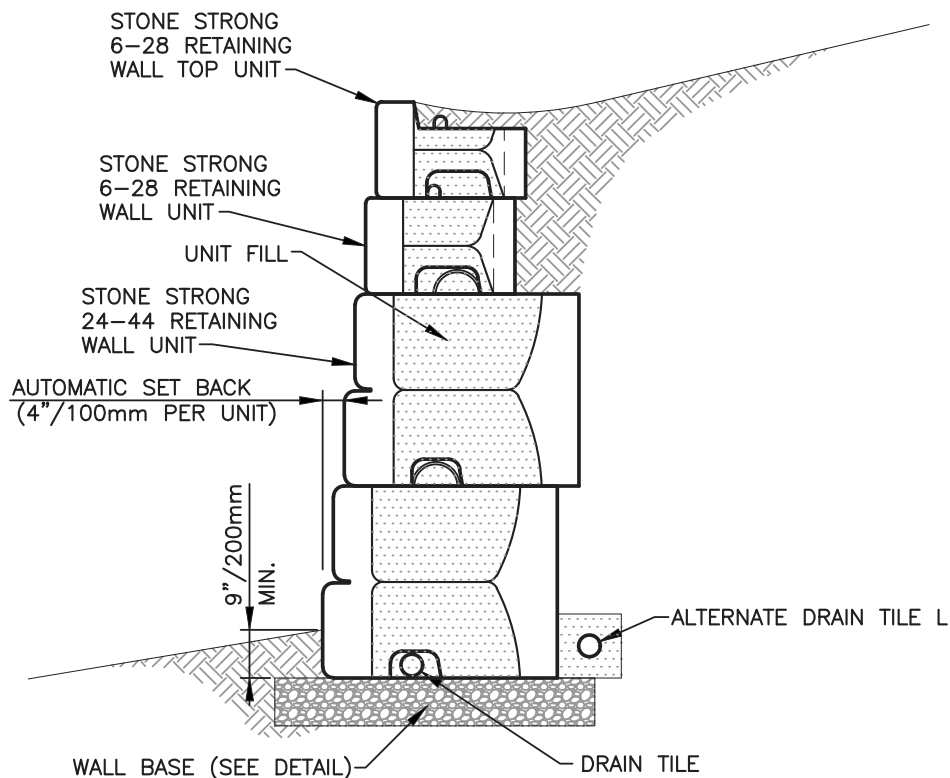 STONE STRONG
6-28 RETAINING
WALL TOP UNIT
STONE STRONG
6-28 RETAINING
WALL UNIT
UNIT FILL
STONE STRONG
24-44 RETAINING
WALL UNIT
AUTOMATIC SET BACK
(4"/100mm PER UNIT)
9"/200mm
MIN.
ALTERNATE DRAIN TILE L
WALL BASE (SEE DETAIL)
DRAIN TILE